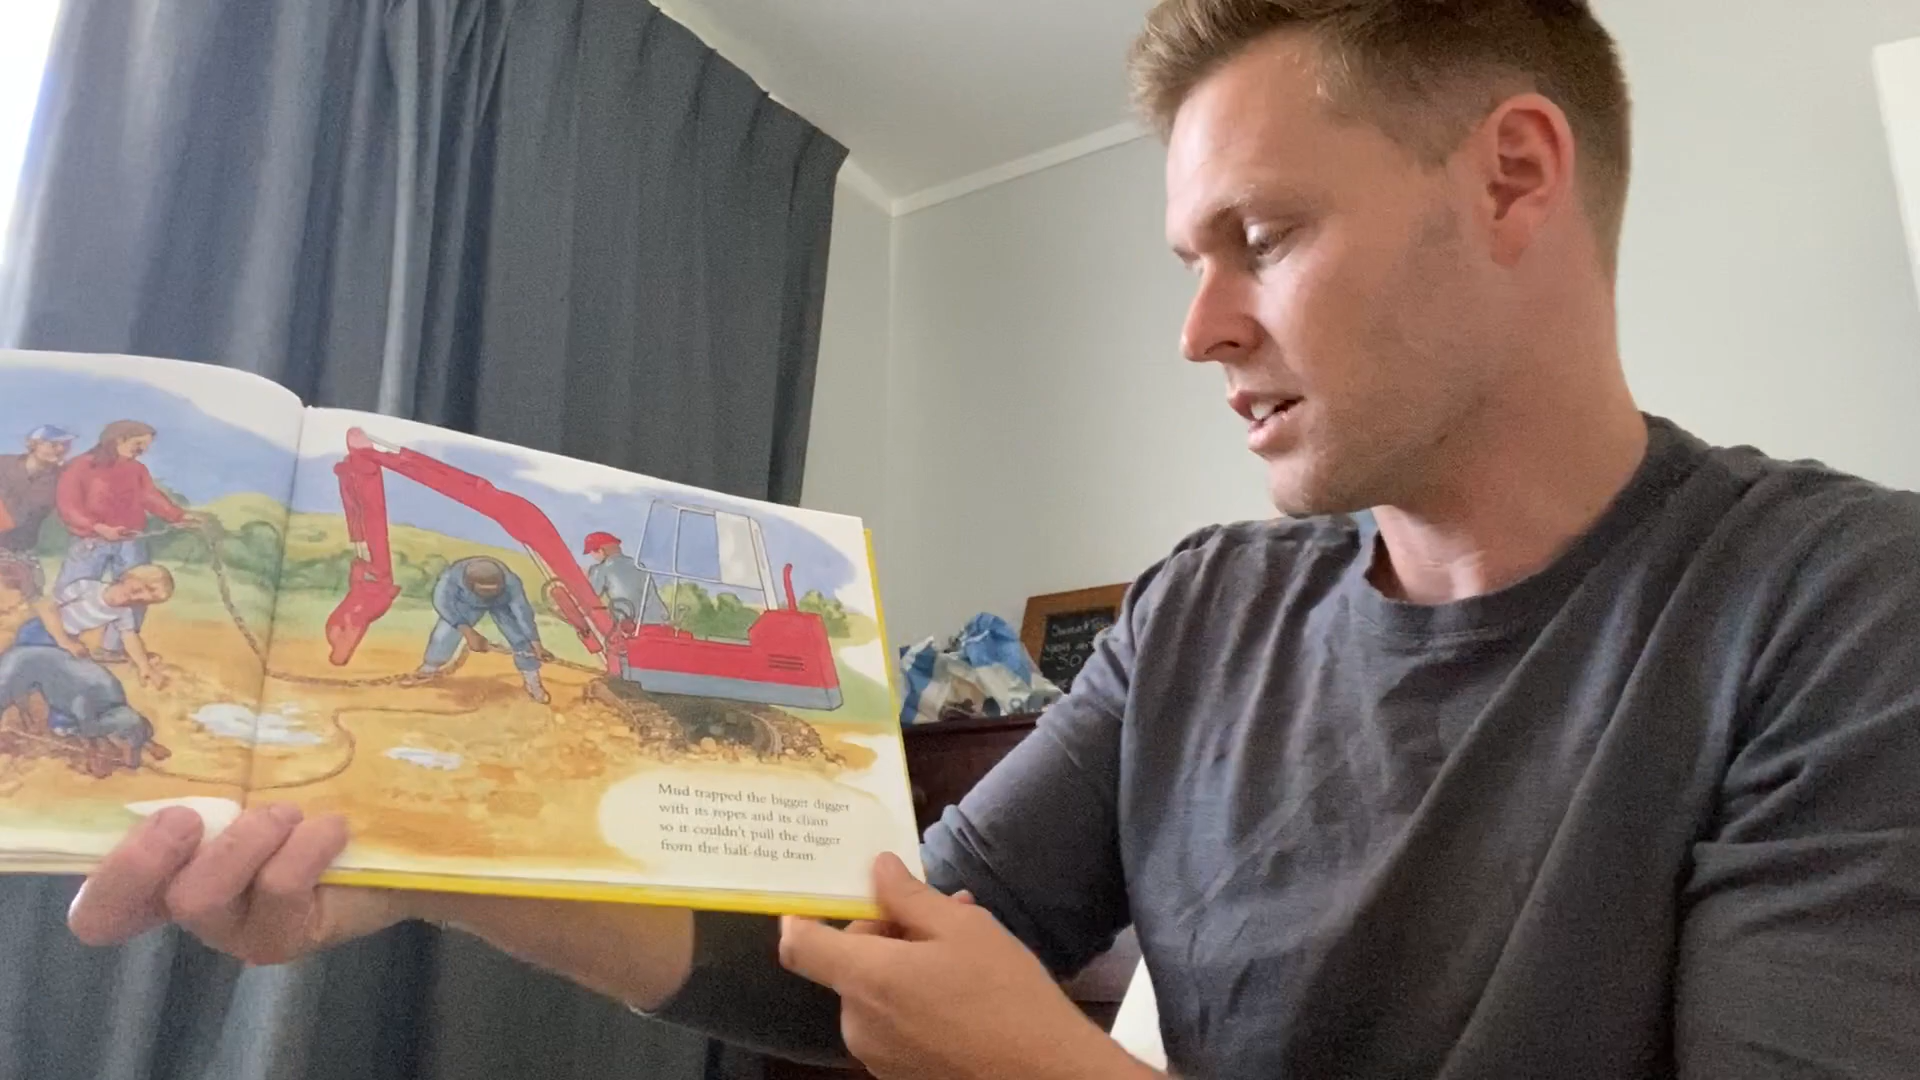 Mud trapped the bigger digger
with its ropes and its chain
so it couldn't pull the digger
from the half-dug drain.